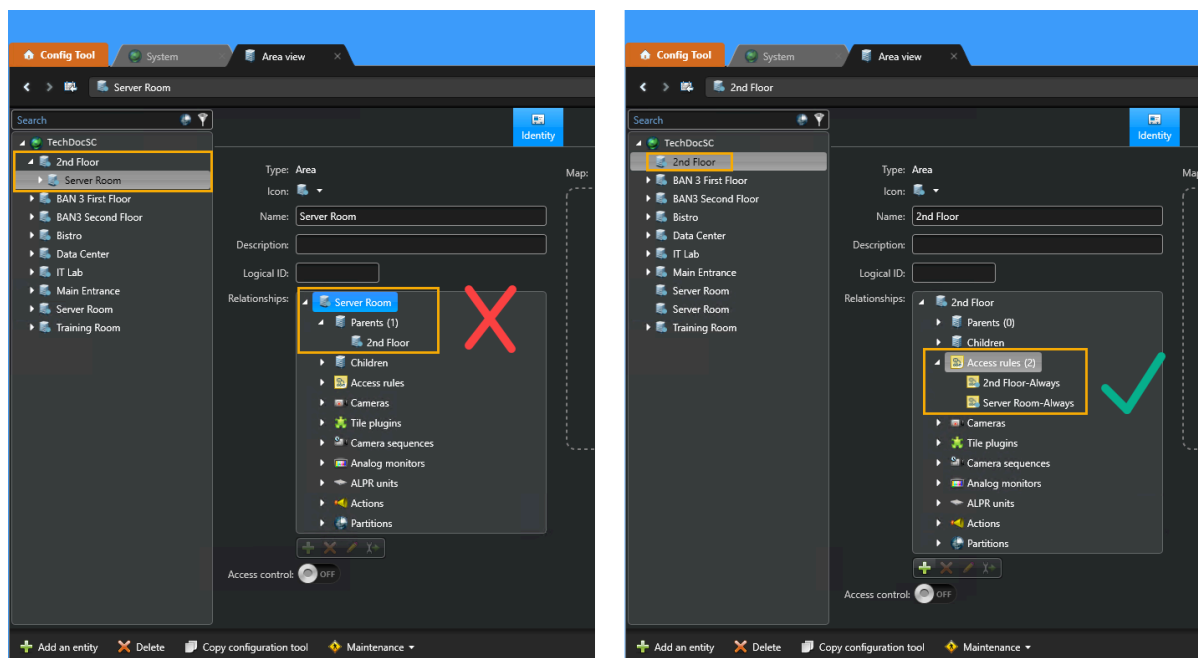 Config Tool
System
Area view
Server Room
Search
Identity
TechDocSC
2nd Floor
Server Room
BAN 3 First Floor
BAN3 Second Floor
Bistro
Data Center
IT Lab
Main Entrance
Server Room
Training Room
Type: Area
Map:
Icon:
Name: Server Room
Description:
Logical ID:
Relationships:
Server Room
Parents (1)
2nd Floor
Children
Access rules
Cameras
Tile plugins
Camera sequences
Analog monitors
ALPR units
Actions
Partitions
Access control: OFF
Add an entity Delete Copy configuration tool Maintenance
Config Tool
System
Area view
2nd Floor
Search
Identity
TechDocSC
2nd Floor
BAN 3 First Floor
BAN3 Second Floor
Bistro
Data Center
IT Lab
Main Entrance
Server Room
Server Room
Training Room
Type: Area
Icon:
Name: 2nd Floor
Description:
Logical ID:
Relationships:
2nd Floor
Parents (0)
Children
Access rules (2)
2nd Floor-Always
Server Room-Always
Cameras
Tile plugins
Camera sequences
Analog monitors
ALPR units
Actions
Partitions
Access control: OFF
Add an entity Delete Copy configuration tool Maintenance